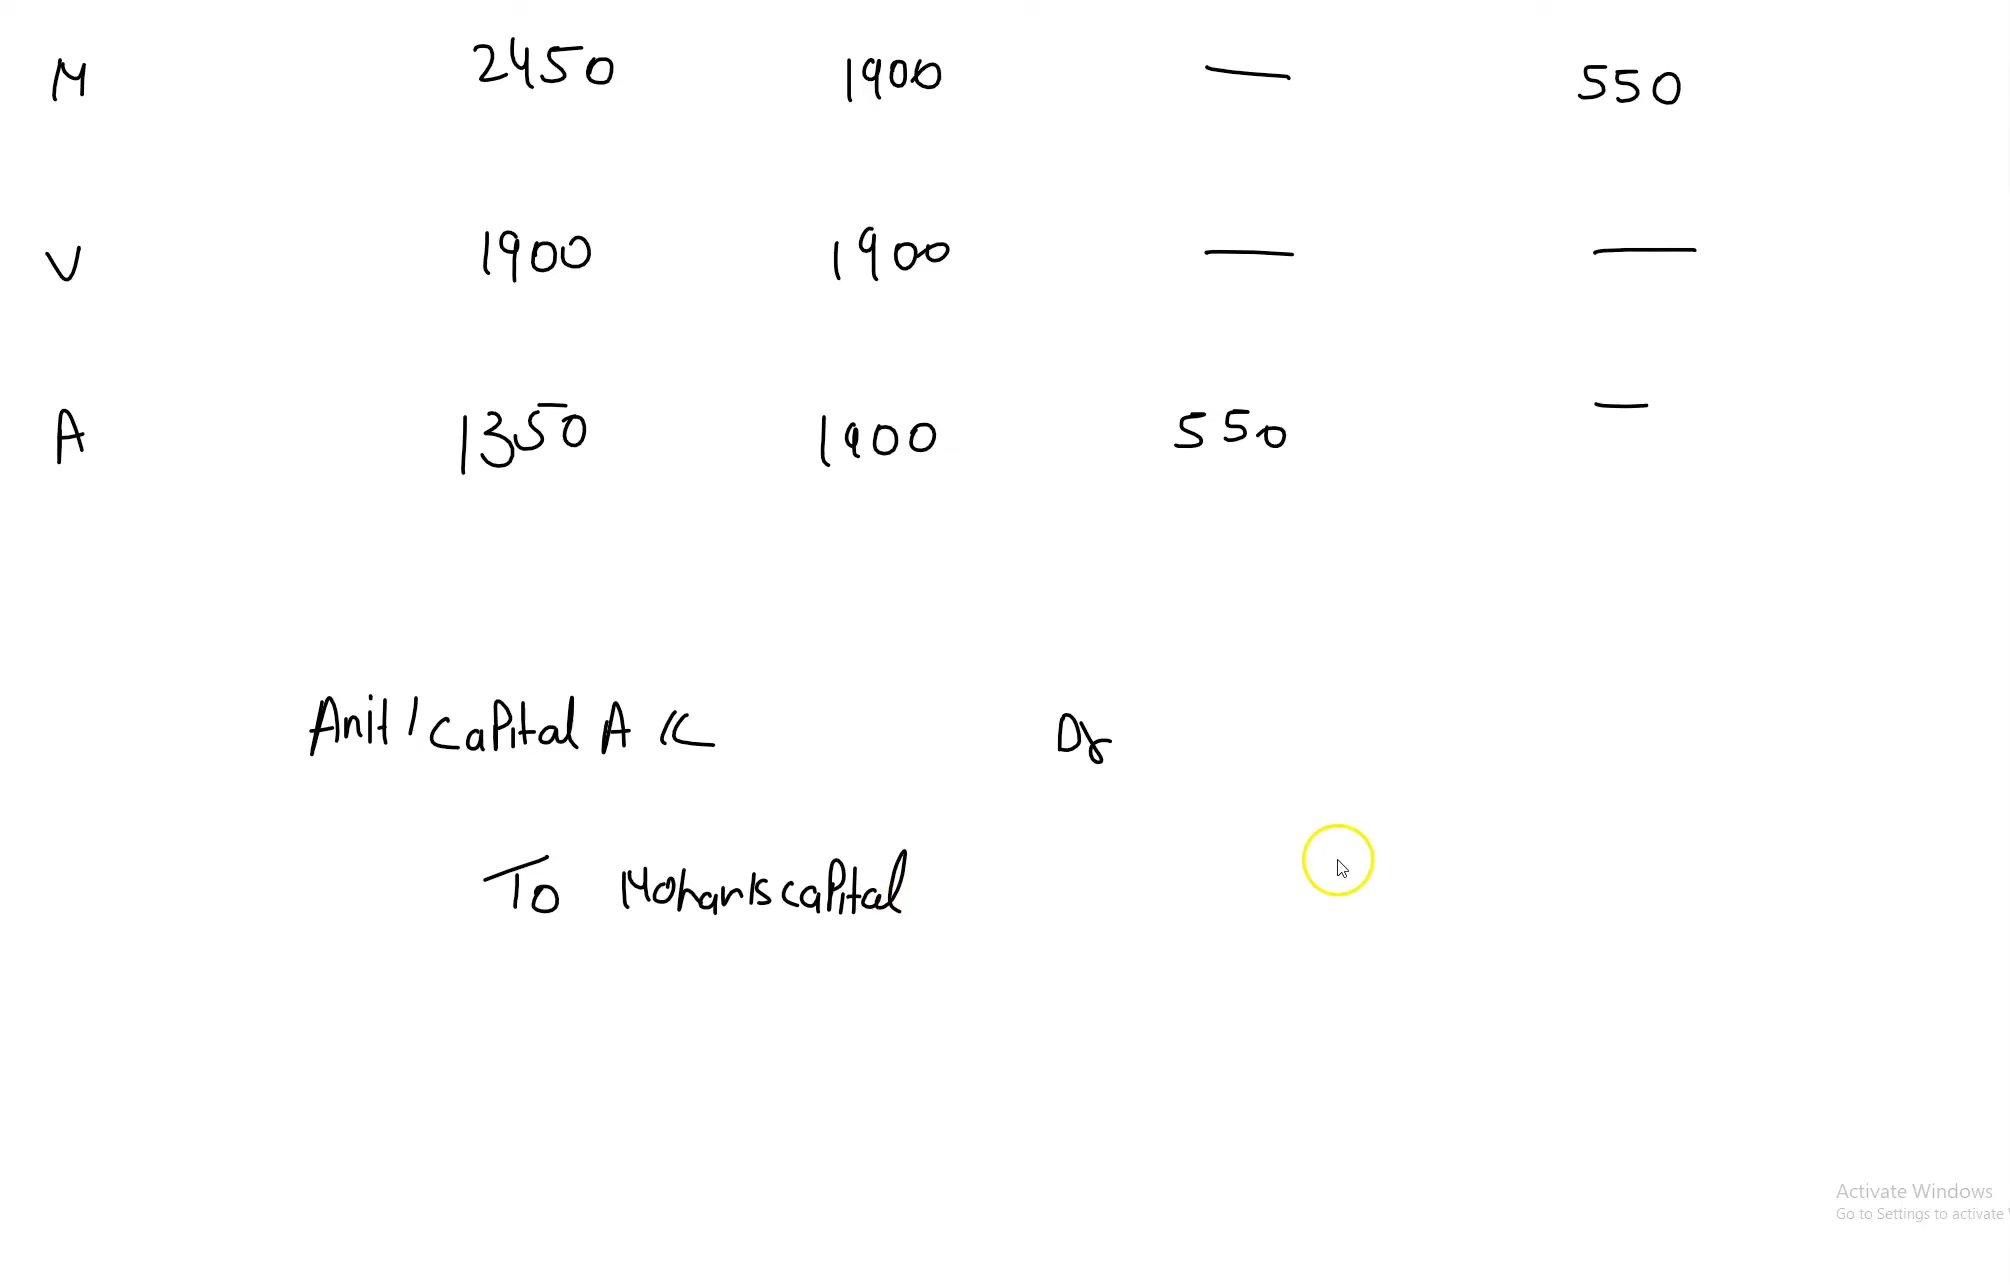 M 2450 1900 — 550
V 1900 1900 — —
A 1350 1900 550 —
Anit / capital A/c Dr
To Mohan's capital
Activate Windows
Go to Settings to activate